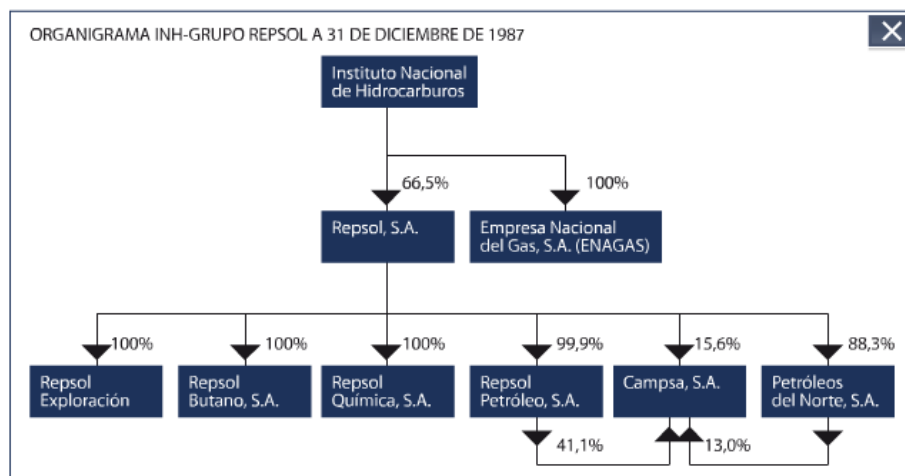 ORGANIGRAMA INH-GRUPO REPSOL A 31 DE DICIEMBRE DE 1987
Instituto Nacional
de Hidrocarburos
66,5%
100%
Repsol, S.A.
Empresa Nacional
del Gas, S.A. (ENAGAS)
100%
100%
100%
99,9%
15,6%
88,3%
Repsol
Exploración
Repsol
Butano, S.A.
Repsol
Química, S.A.
Repsol
Petróleo, S.A.
Campsa, S.A.
Petróleos
del Norte, S.A.
41,1%
13,0%